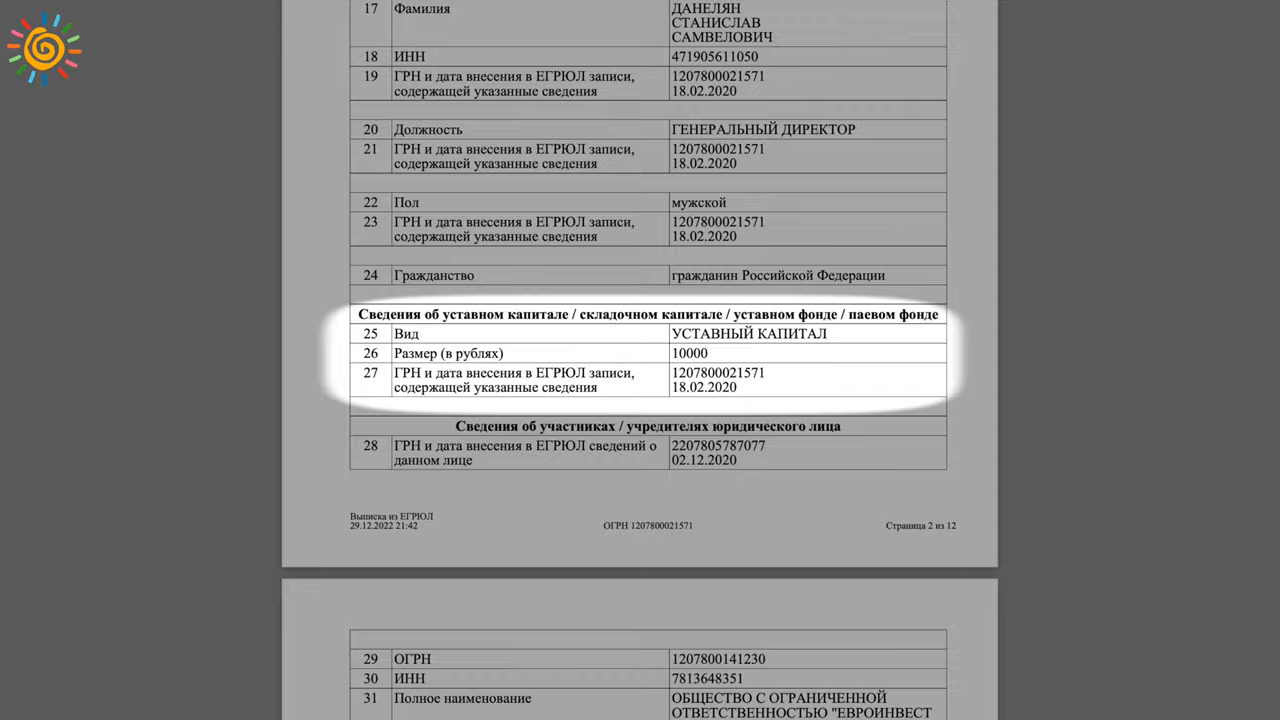 17 Фамилия ДАНЕЛЯН
СТАНИСЛАВ
САМВЕЛОВИЧ
18 ИНН 471905611050
19 ГРН и дата внесения в ЕГРЮЛ записи, 1207800021571
содержащей указанные сведения 18.02.2020
20 Должность ГЕНЕРАЛЬНЫЙ ДИРЕКТОР
21 ГРН и дата внесения в ЕГРЮЛ записи, 1207800021571
содержащей указанные сведения 18.02.2020
22 Пол мужской
23 ГРН и дата внесения в ЕГРЮЛ записи, 1207800021571
содержащей указанные сведения 18.02.2020
24 Гражданство гражданин Российской Федерации
Сведения об уставном капитале / складочном капитале / уставном фонде / паевом фонде
25 Вид УСТАВНЫЙ КАПИТАЛ
26 Размер (в рублях) 10000
27 ГРН и дата внесения в ЕГРЮЛ записи, 1207800021571
содержащей указанные сведения 18.02.2020
Сведения об участниках / учредителях юридического лица
28 ГРН и дата внесения в ЕГРЮЛ сведений о 2207805787077
данном лице 02.12.2020
Выписка из ЕГРЮЛ
29.12.2022 21:42 ОГРН 1207800021571 Страница 2 из 12
29 ОГРН 1207800141230
30 ИНН 7813648351
31 Полное наименование ОБЩЕСТВО С ОГРАНИЧЕННОЙ
ОТВЕТСТВЕННОСТЬЮ "ЕВРОИНВЕСТ